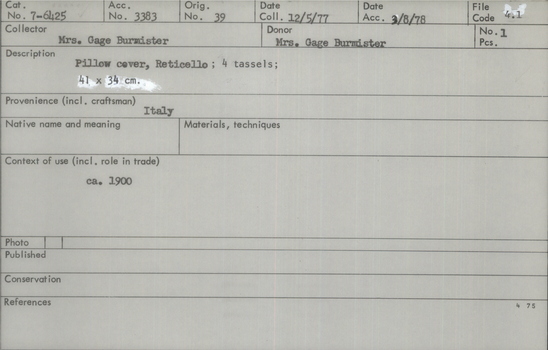 Cat. No. 7-6425 Acc. No. 3383 Orig. No. 39 Date Coll. 12/5/77 Date Acc. 3/8/78 File Code 4.1
Collector Mrs. Gage Burmister Donor Mrs. Gage Burmister No. 1 Pcs.
Description
Pillow cover, Reticello; 4 tassels;
41 x 34 cm.
Provenience (incl. craftsman)
Italy
Native name and meaning Materials, techniques
Context of use (incl. role in trade)
ca. 1900
Photo
Published
Conservation
References
4 75